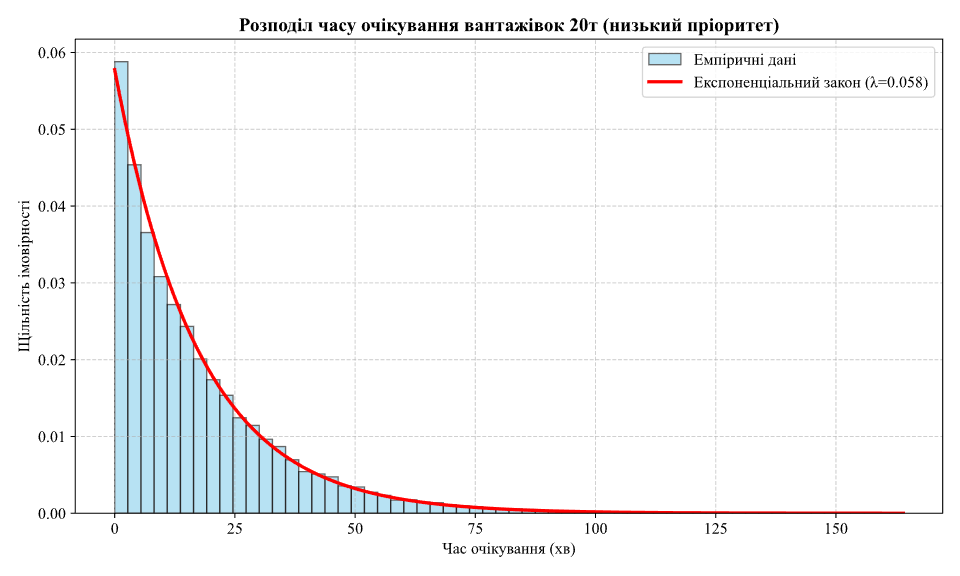 Розподіл часу очікування вантажівок 20т (низький пріоритет)
Емпіричні дані
Експоненціальний закон (λ=0.058)
Щільність імовірності
0.06
0.05
0.04
0.03
0.02
0.01
0.00
0 25 50 75 100 125 150
Час очікування (хв)